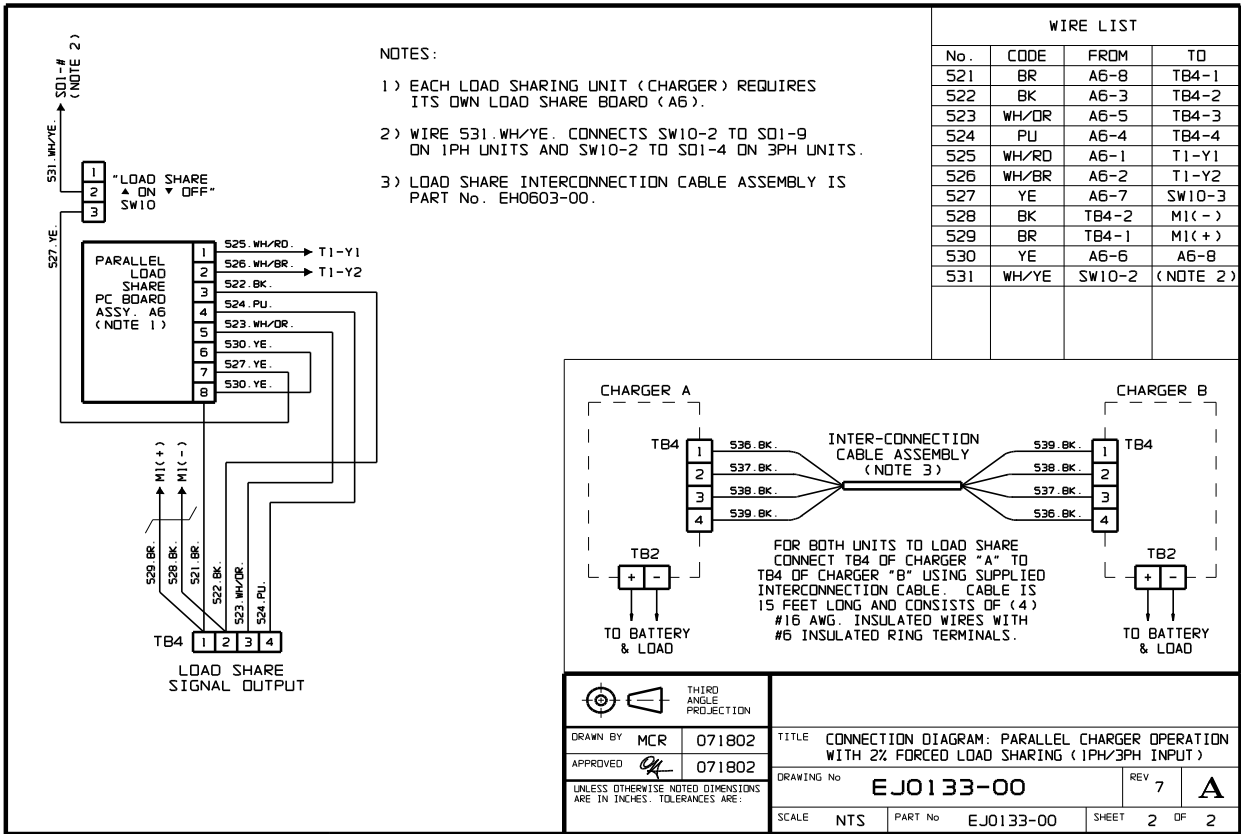 SD1-#
(NOTE 2)
531.WH/YE.
1
2
3
"LOAD SHARE
▲ ON ▼ OFF"
SW10
527.YE.
PARALLEL
LOAD
SHARE
PC BOARD
ASSY. A6
(NOTE 1)
1
2
3
4
5
6
7
8
525.WH/RD.
T1-Y1
526.WH/BR.
T1-Y2
522.BK.
524.PU.
523.WH/OR.
530.YE.
527.YE.
530.YE.
M1(+)
M1(-)
529.BR.
528.BK.
521.BR.
522.BK.
523.WH/OR.
524.PU.
TB4 1 2 3 4
LOAD SHARE
SIGNAL OUTPUT
NOTES:
1) EACH LOAD SHARING UNIT (CHARGER) REQUIRES
ITS OWN LOAD SHARE BOARD (A6).
2) WIRE 531.WH/YE. CONNECTS SW10-2 TO SD1-9
ON 1PH UNITS AND SW10-2 TO SD1-4 ON 3PH UNITS.
3) LOAD SHARE INTERCONNECTION CABLE ASSEMBLY IS
PART No. EH0603-00.
WIRE LIST
No. CODE FROM TO
521 BR A6-8 TB4-1
522 BK A6-3 TB4-2
523 WH/OR A6-5 TB4-3
524 PU A6-4 TB4-4
525 WH/RD A6-1 T1-Y1
526 WH/BR A6-2 T1-Y2
527 YE A6-7 SW10-3
528 BK TB4-2 M1(-)
529 BR TB4-1 M1(+)
530 YE A6-6 A6-8
531 WH/YE SW10-2 (NOTE 2)
CHARGER A
TB4
1
2
3
4
536.BK.
537.BK.
538.BK.
539.BK.
TB2
+ -
TO BATTERY
& LOAD
INTER-CONNECTION
CABLE ASSEMBLY
(NOTE 3)
CHARGER B
TB4
539.BK.
538.BK.
537.BK.
536.BK.
1
2
3
4
TB2
+ -
TO BATTERY
& LOAD
FOR BOTH UNITS TO LOAD SHARE
CONNECT TB4 OF CHARGER "A" TO
TB4 OF CHARGER "B" USING SUPPLIED
INTERCONNECTION CABLE. CABLE IS
15 FEET LONG AND CONSISTS OF (4)
#16 AWG. INSULATED WIRES WITH
#6 INSULATED RING TERMINALS.
THIRD
ANGLE
PROJECTION
DRAWN BY MCR 071802
APPROVED 071802
UNLESS OTHERWISE NOTED DIMENSIONS
ARE IN INCHES. TOLERANCES ARE:
TITLE CONNECTION DIAGRAM: PARALLEL CHARGER OPERATION
WITH 2% FORCED LOAD SHARING (1PH/3PH INPUT)
DRAWING No EJ0133-00 REV 7 A
SCALE NTS PART No EJ0133-00 SHEET 2 OF 2